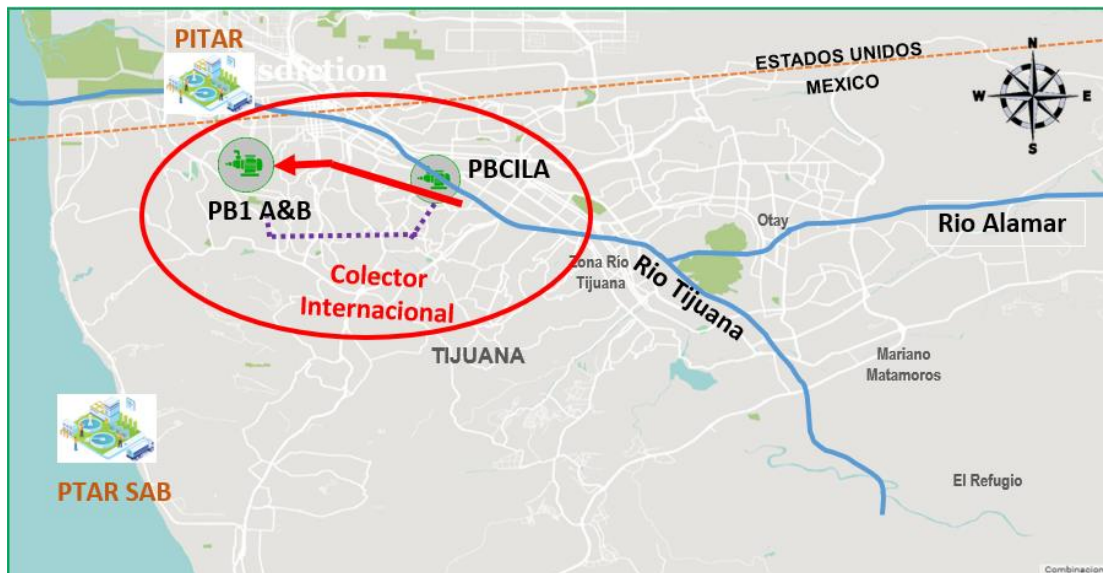 PITAR
sdiction
ESTADOS UNIDOS
MEXICO
N
W
E
S
PBCILA
PB1 A&B
Otay
Rio Alamar
Colector
Internacional
Zona Río
Tijuana
Rio Tijuana
TIJUANA
Mariano
Matamoros
PTAR SAB
El Refugio
Combinacion